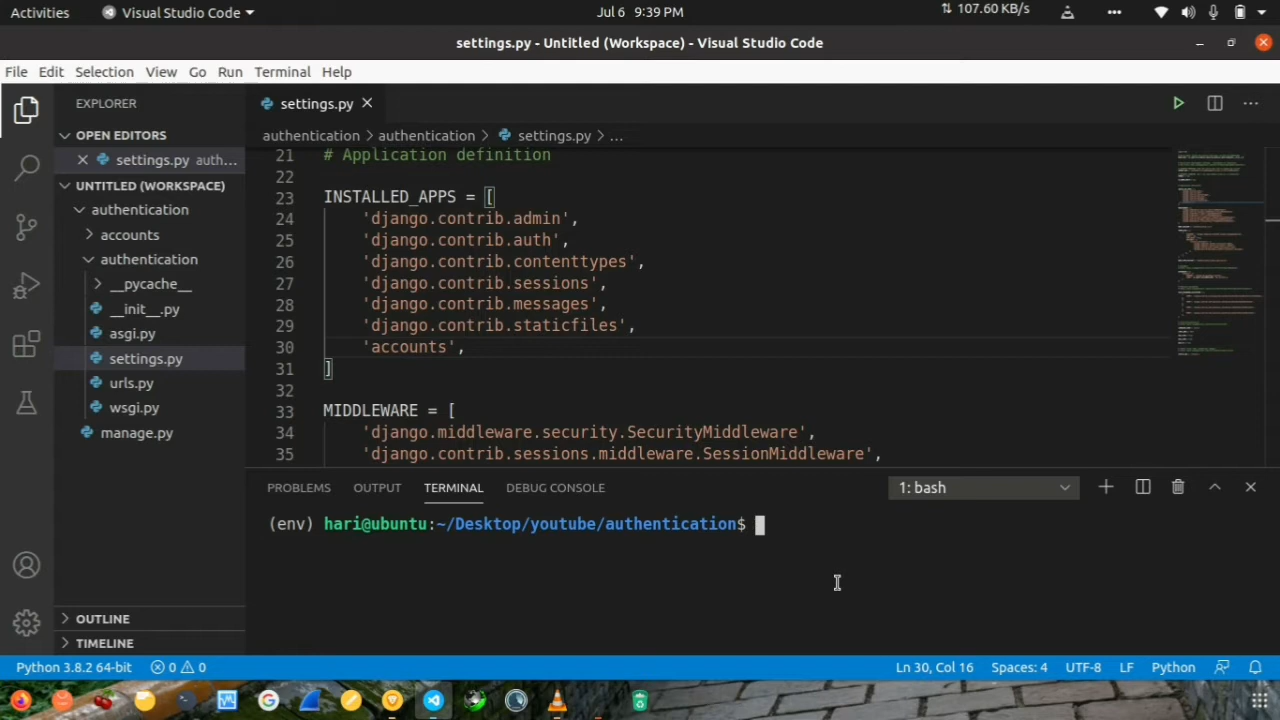 Activities
Visual Studio Code
Jul 6 9:39 PM
107.60 KB/s
settings.py - Untitled (Workspace) - Visual Studio Code
File Edit Selection View Go Run Terminal Help
EXPLORER
OPEN EDITORS
settings.py auth...
UNTITLED (WORKSPACE)
authentication
accounts
authentication
__pycache__
__init__.py
asgi.py
settings.py
urls.py
wsgi.py
manage.py
OUTLINE
TIMELINE
settings.py
authentication > authentication > settings.py > ...
21 # Application definition
22
23 INSTALLED_APPS = [
24 'django.contrib.admin',
25 'django.contrib.auth',
26 'django.contrib.contenttypes',
27 'django.contrib.sessions',
28 'django.contrib.messages',
29 'django.contrib.staticfiles',
30 'accounts',
31 ]
32
33 MIDDLEWARE = [
34 'django.middleware.security.SecurityMiddleware',
35 'django.contrib.sessions.middleware.SessionMiddleware',
PROBLEMS OUTPUT TERMINAL DEBUG CONSOLE
1: bash
(env) hari@ubuntu:~/Desktop/youtube/authentication$
Python 3.8.2 64-bit 0 0
Ln 30, Col 16 Spaces: 4 UTF-8 LF Python